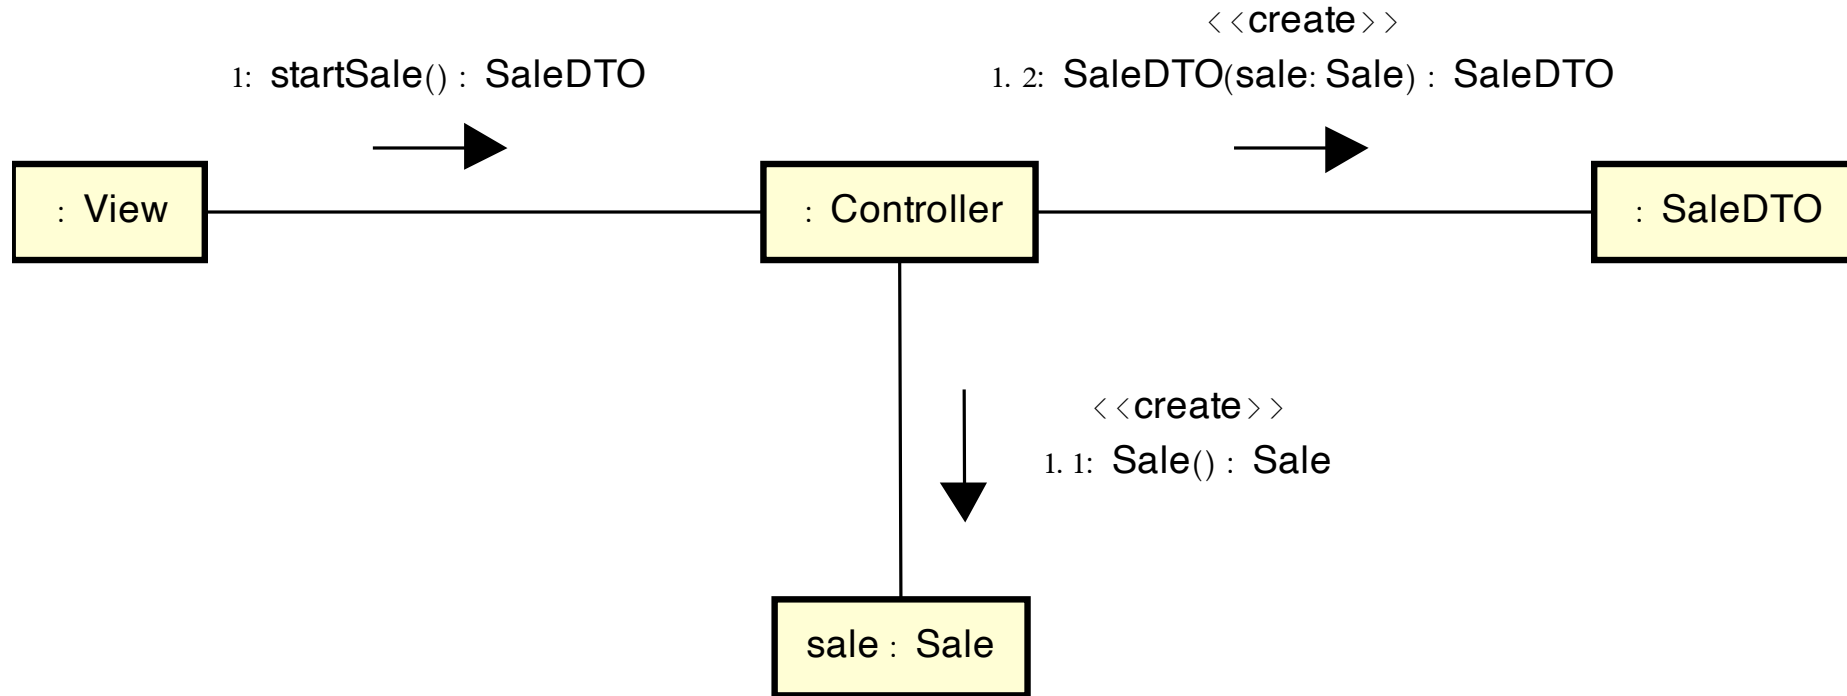 <<create>>
1: startSale() : SaleDTO
1. 2: SaleDTO(sale: Sale) : SaleDTO
: View
: Controller
: SaleDTO
<<create>>
1. 1: Sale() : Sale
sale : Sale